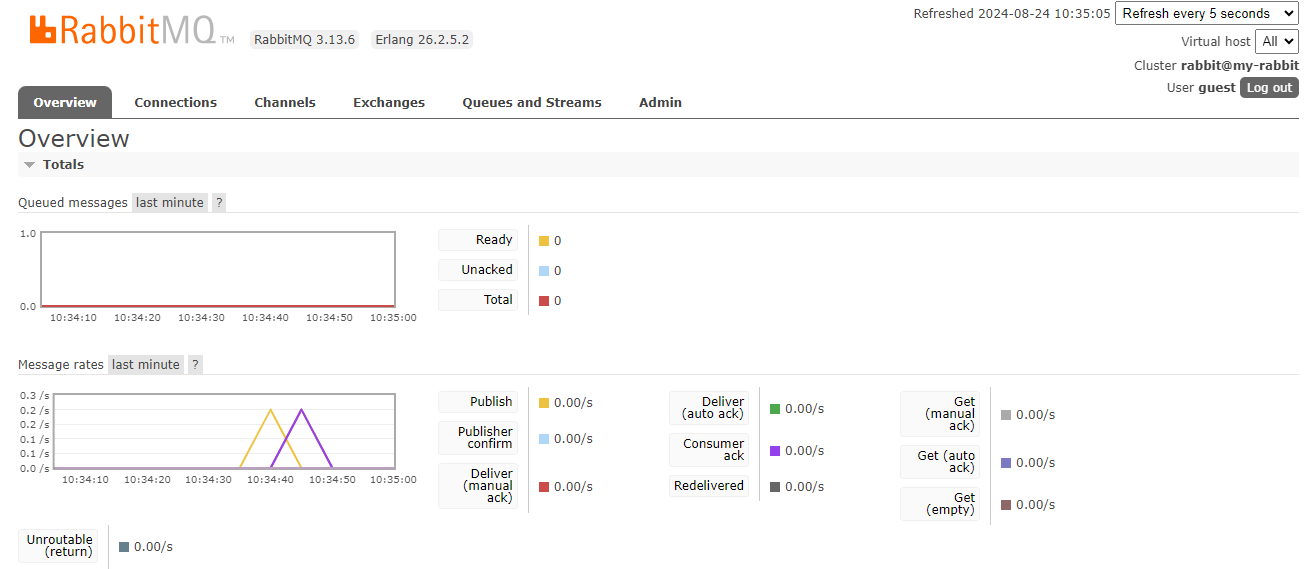 Refreshed 2024-08-24 10:35:05 Refresh every 5 seconds
RabbitMQ TM RabbitMQ 3.13.6 Erlang 26.2.5.2
Virtual host All
Cluster rabbit@my-rabbit
User guest Log out
Overview Connections Channels Exchanges Queues and Streams Admin
Overview
Totals
Queued messages last minute ?
1.0
0.0
10:34:10 10:34:20 10:34:30 10:34:40 10:34:50 10:35:00
Ready 0
Unacked 0
Total 0
Message rates last minute ?
0.3 /s
0.2 /s
0.2 /s
0.1 /s
0.1 /s
0.0 /s
10:34:10 10:34:20 10:34:30 10:34:40 10:34:50 10:35:00
Publish 0.00/s
Publisher
confirm 0.00/s
Deliver
(manual
ack) 0.00/s
Deliver
(auto ack) 0.00/s
Consumer
ack 0.00/s
Redelivered 0.00/s
Get
(manual
ack) 0.00/s
Get (auto
ack) 0.00/s
Get
(empty) 0.00/s
Unroutable
(return) 0.00/s